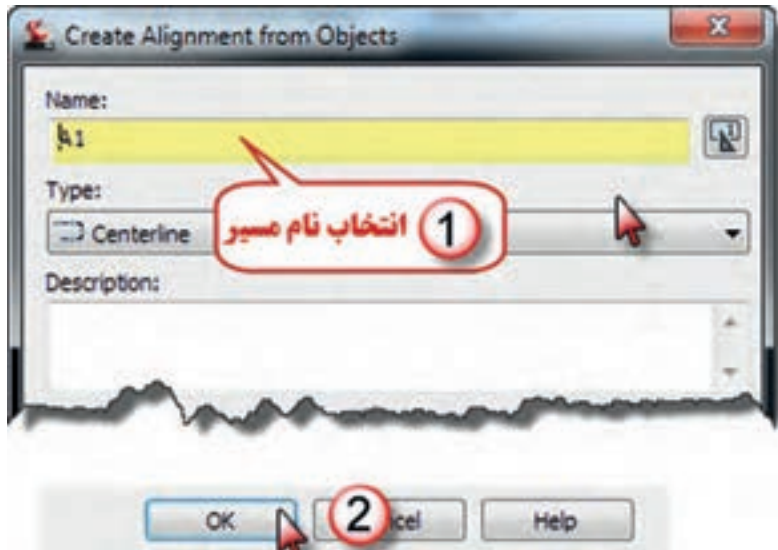 Create Alignment from Objects
Name:
A1
Type:
1 انتخاب نام مسیر
Centerline
Description:
OK
2
Help